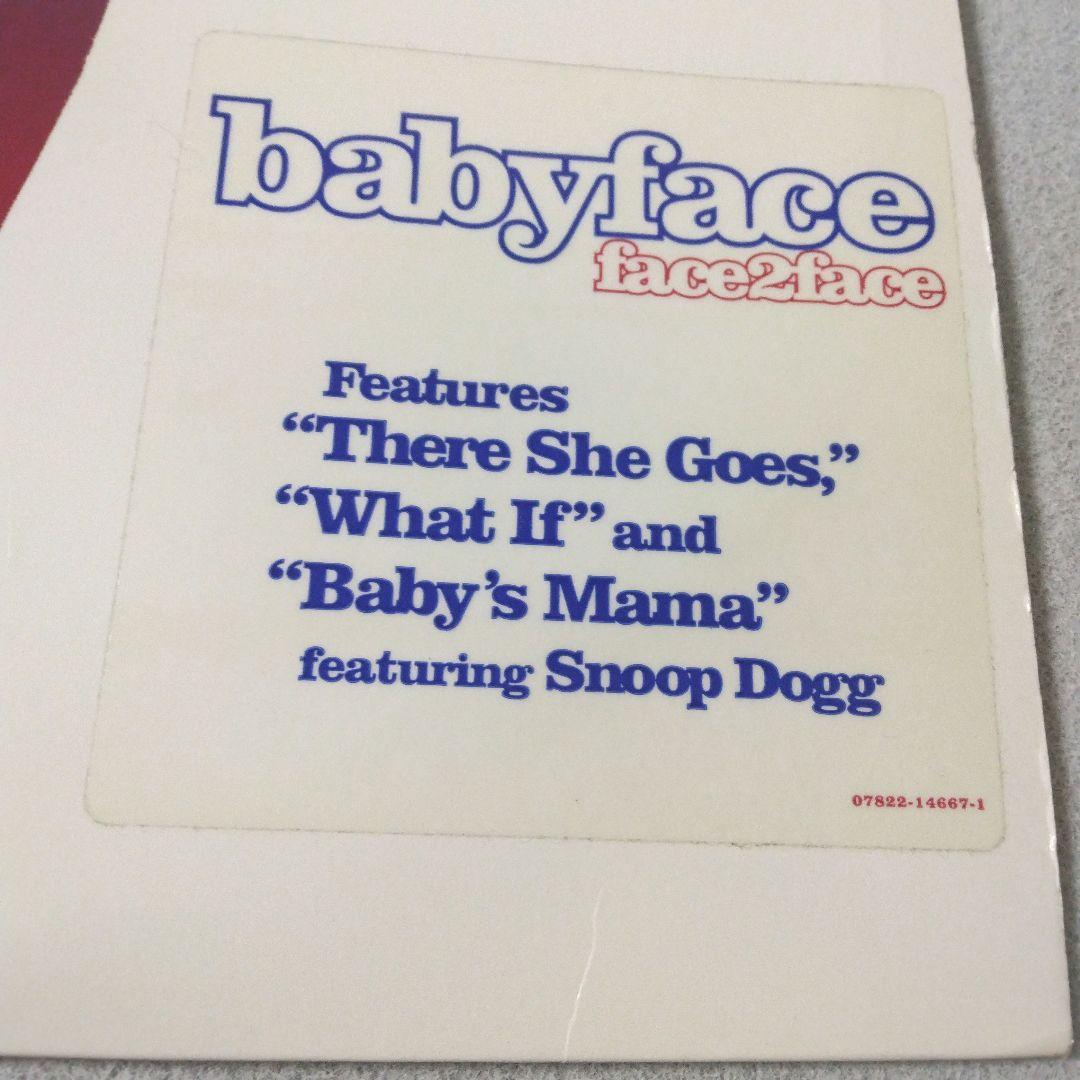 babyface
face2face
Features
“There She Goes,”
“What If” and
“Baby’s Mama”
featuring Snoop Dogg
07822-14667-1